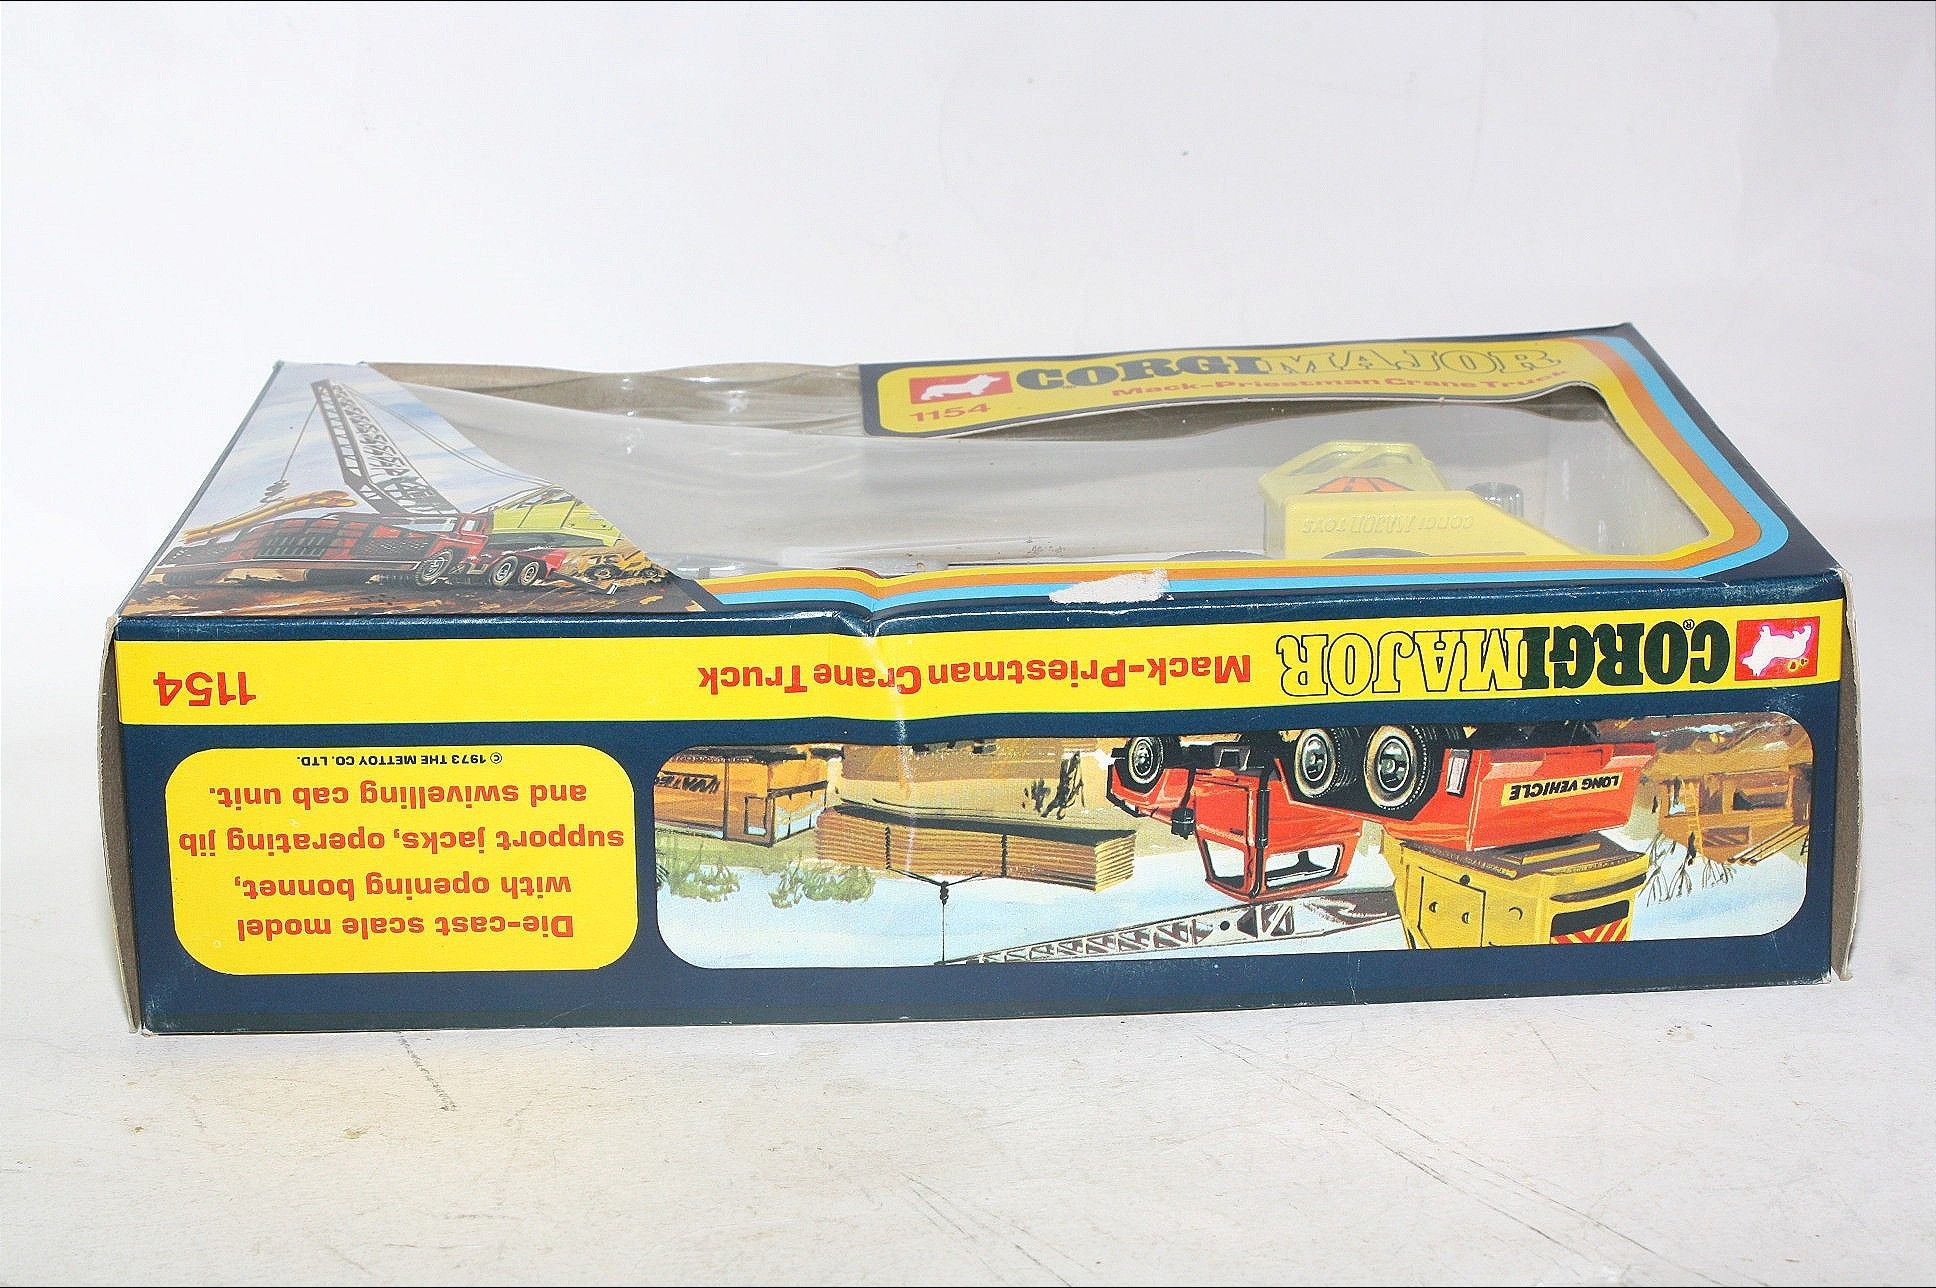 CORGI MAJOR
Mack-Priestman Crane Truck
1154
CORGI MAJOR TOYS
CORGI MAJOR
CORGI® MAJOR Mack-Priestman Crane Truck 1154
LONG VEHICLE
Die-cast scale model
with opening bonnet,
support jacks, operating jib
and swivelling cab unit.
© 1973 THE METTOY CO. LTD.